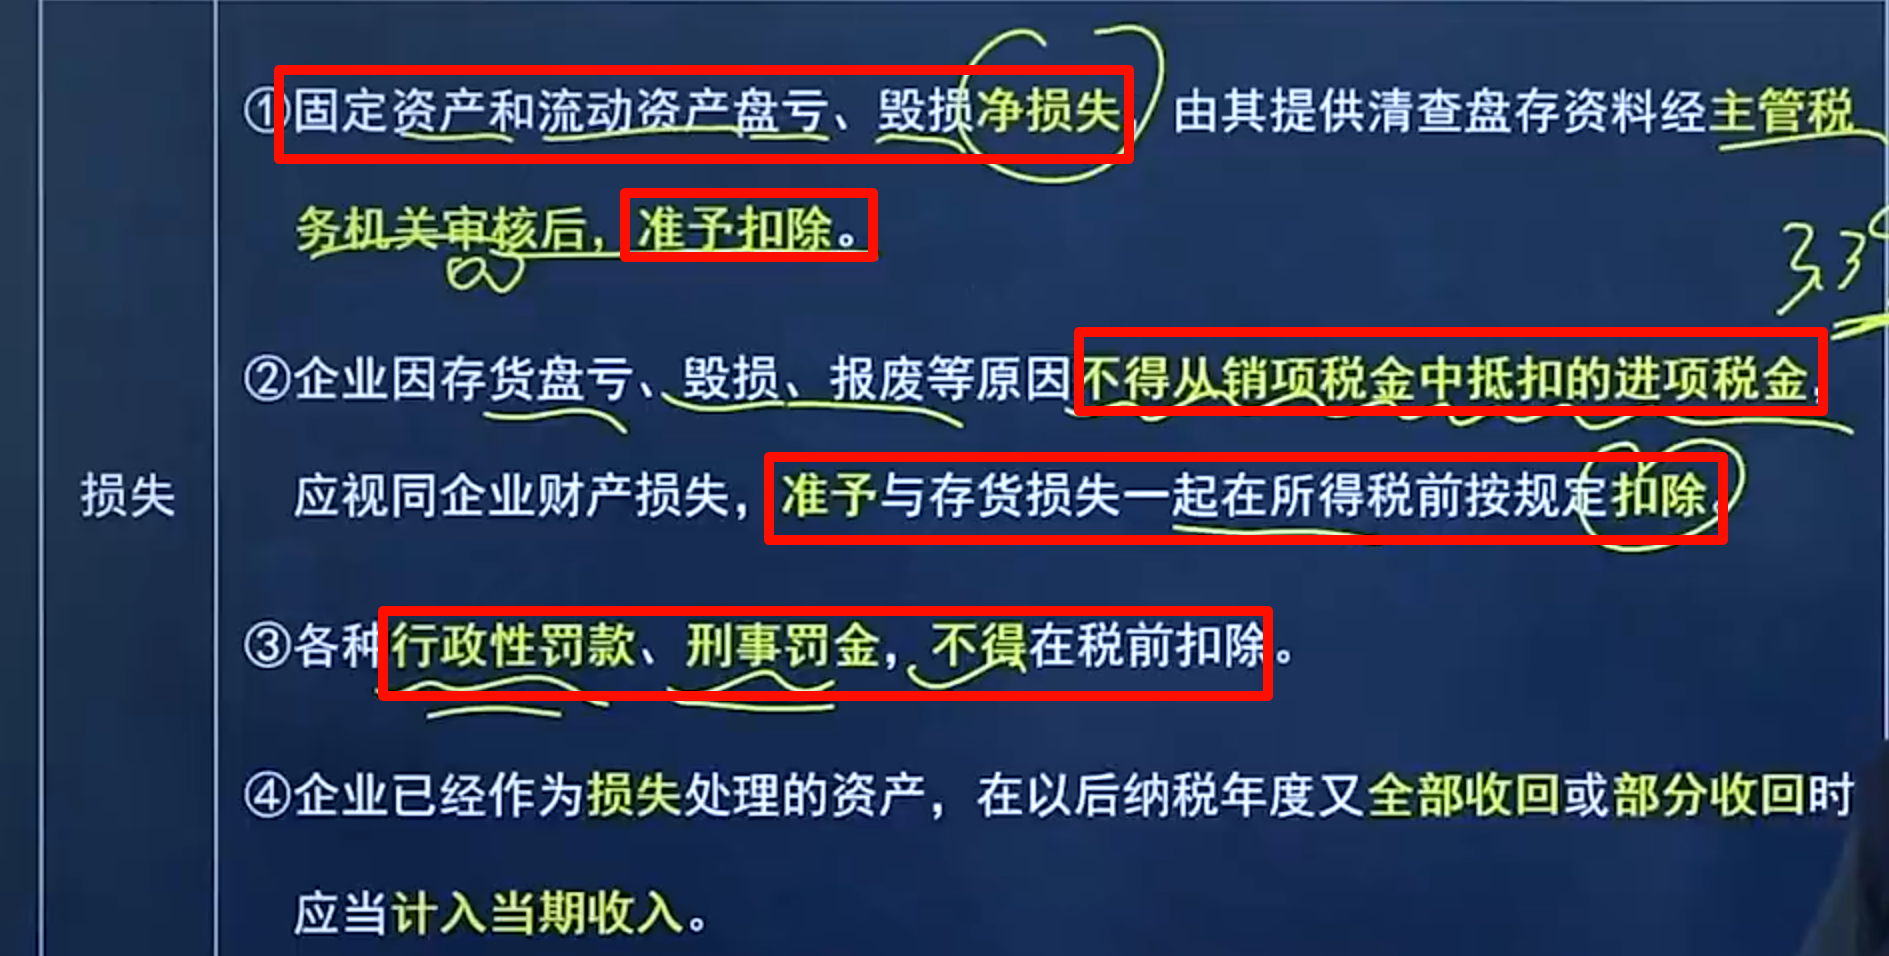 ①固定资产和流动资产盘亏、毁损净损失，由其提供清查盘存资料经主管税
务机关审核后，准予扣除。
②企业因存货盘亏、毁损、报废等原因不得从销项税金中抵扣的进项税金，
应视同企业财产损失，准予与存货损失一起在所得税前按规定扣除。
损失
③各种行政性罚款、刑事罚金，不得在税前扣除。
④企业已经作为损失处理的资产，在以后纳税年度又全部收回或部分收回时
应当计入当期收入。